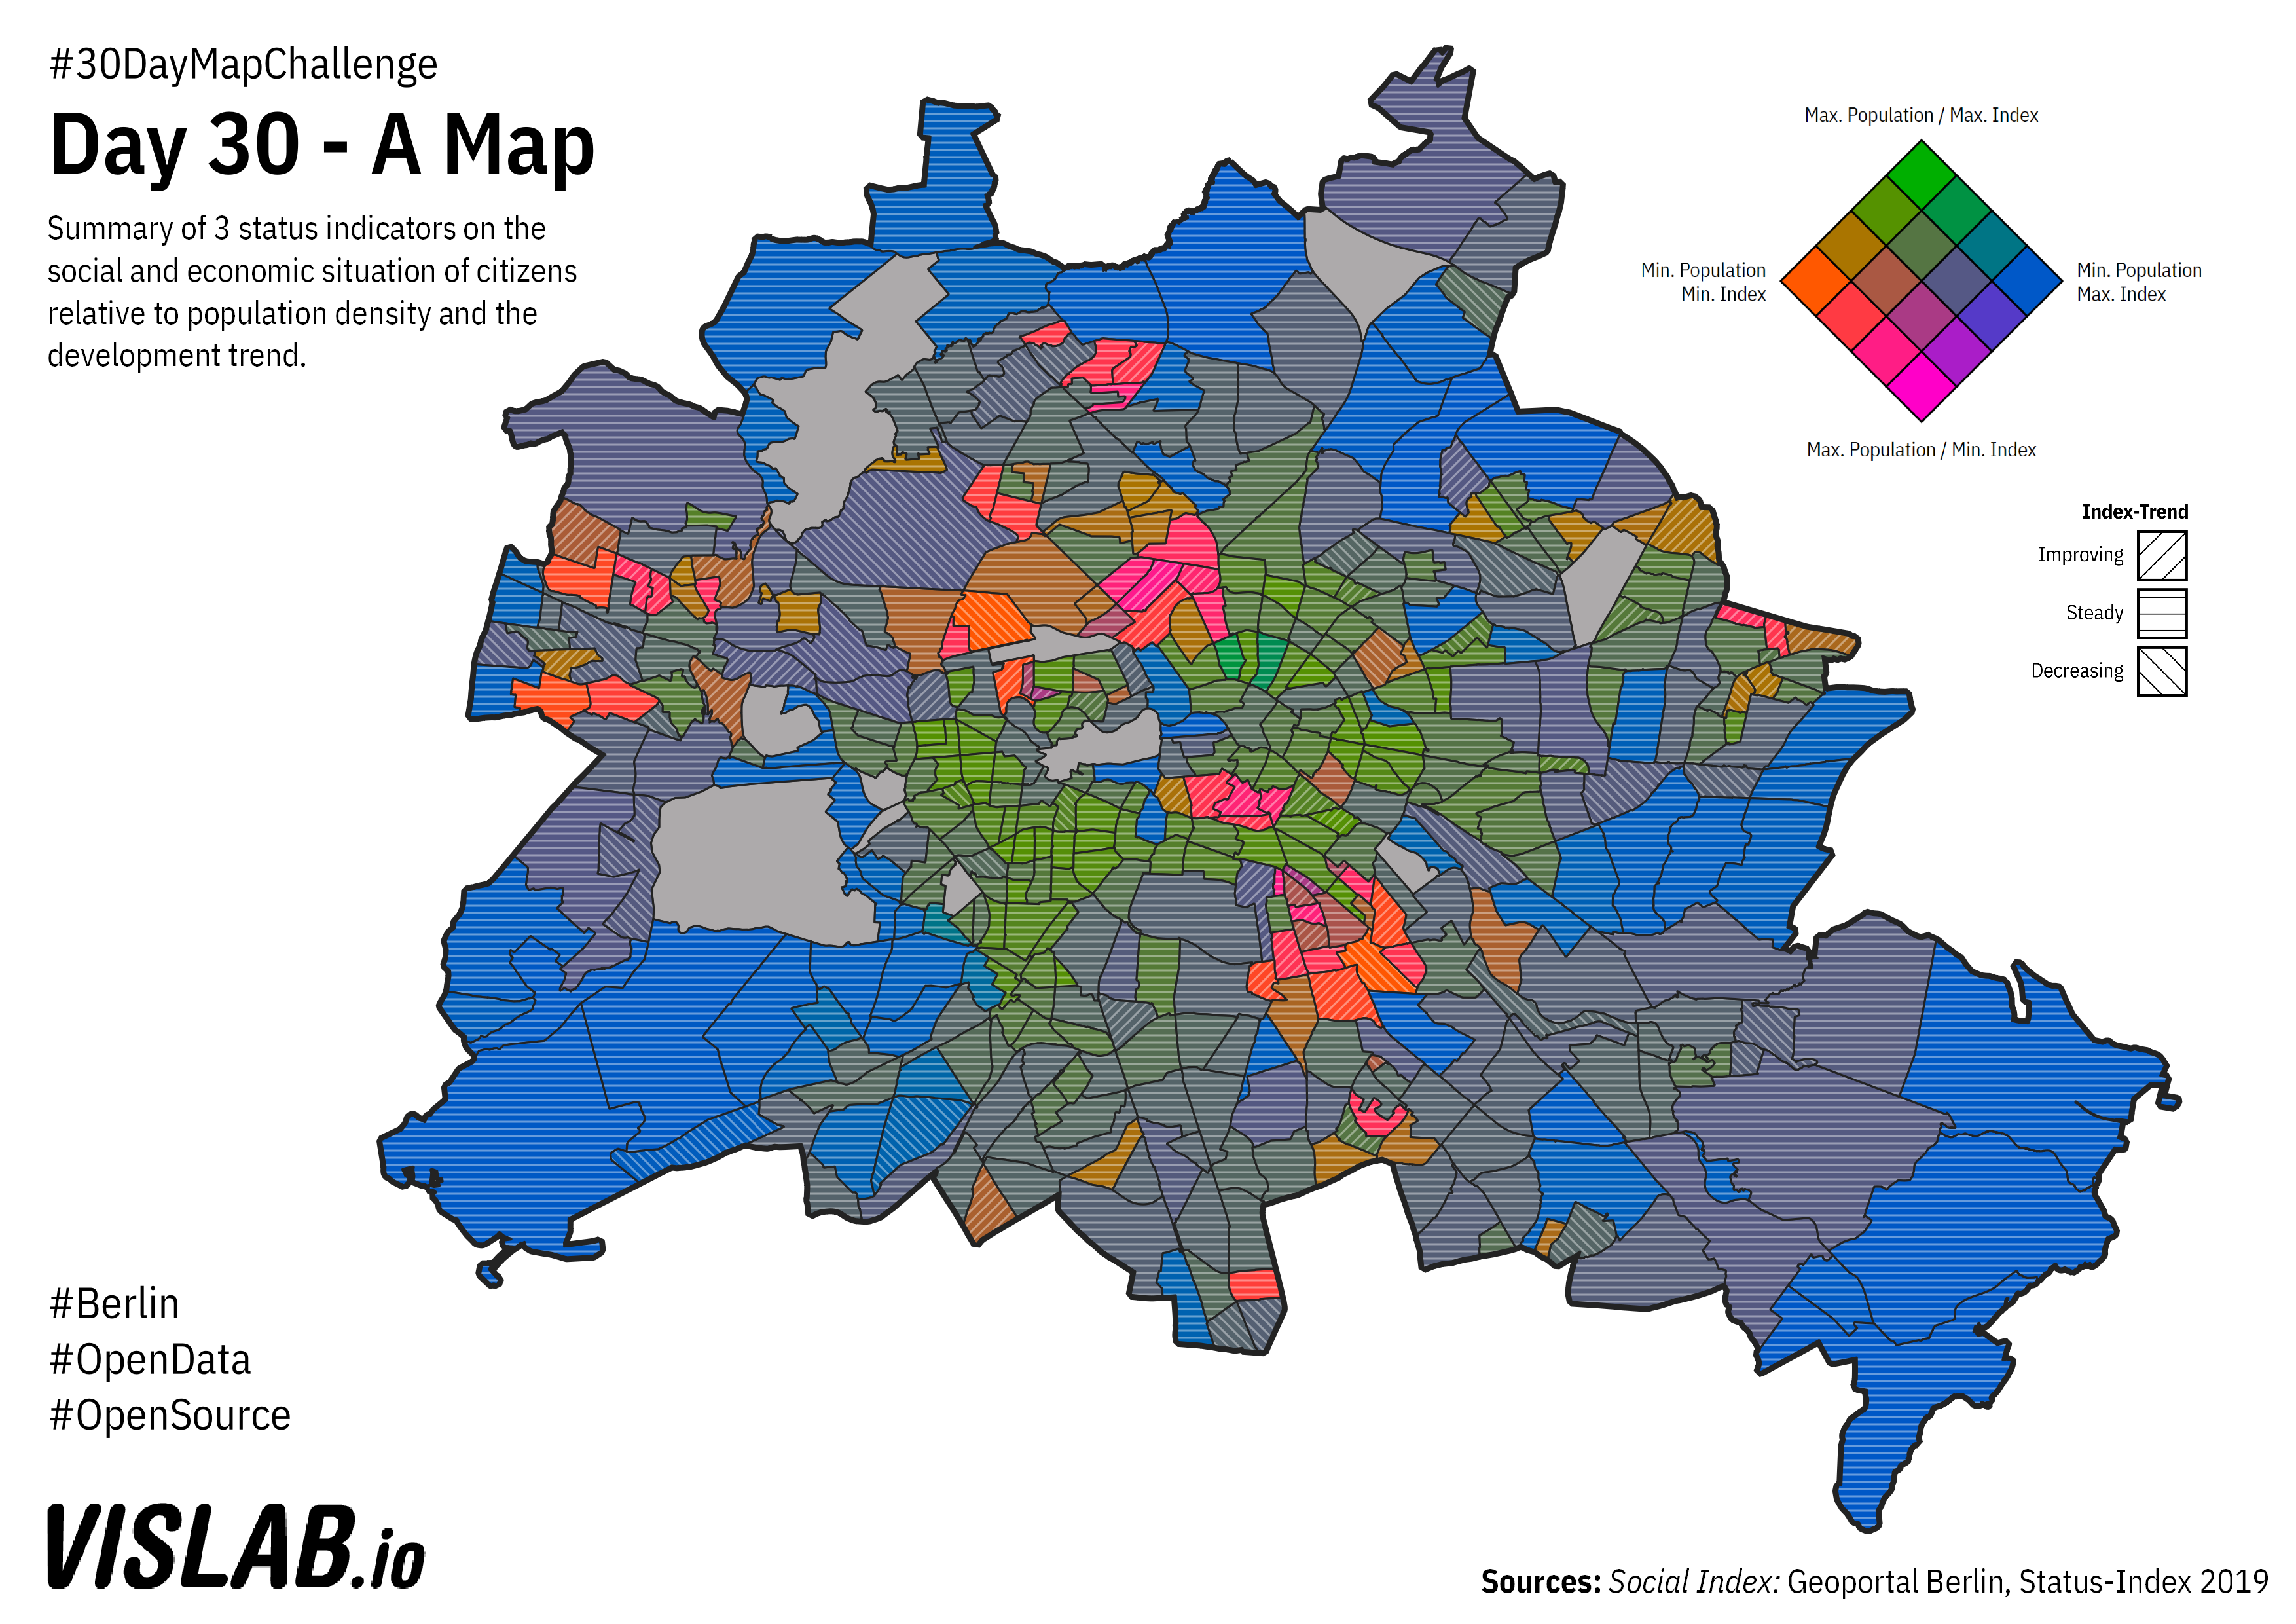 #30DayMapChallenge
Day 30 - A Map
Summary of 3 status indicators on the
social and economic situation of citizens
relative to population density and the
development trend.
Max. Population / Max. Index
Min. Population
Min. Index
Min. Population
Max. Index
Max. Population / Min. Index
Index-Trend
Improving
Steady
Decreasing
#Berlin
#OpenData
#OpenSource
VISLAB.io
Sources: Social Index: Geoportal Berlin, Status-Index 2019